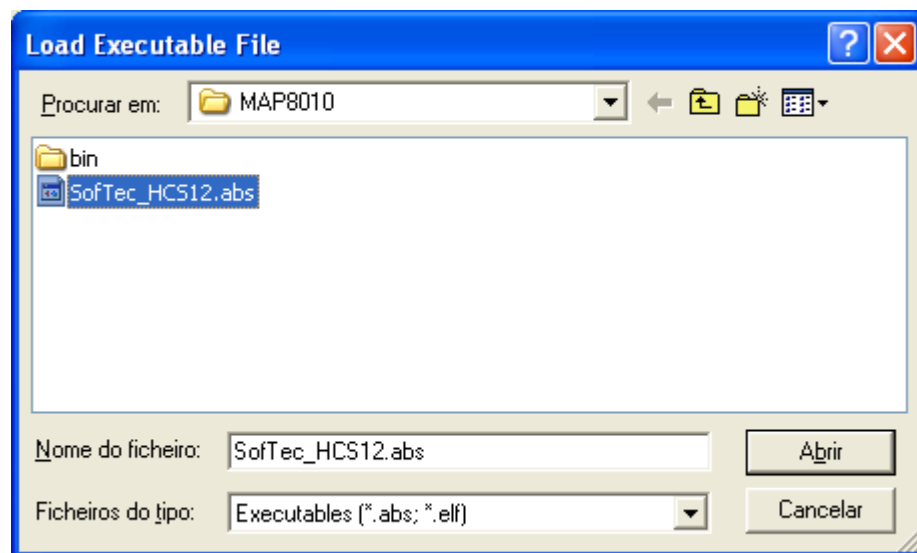 Load Executable File
Procurar em: MAP8010
bin
SofTec_HCS12.abs
Nome do ficheiro: SofTec_HCS12.abs Abrir
Ficheiros do tipo: Executables (*.abs; *.elf) Cancelar